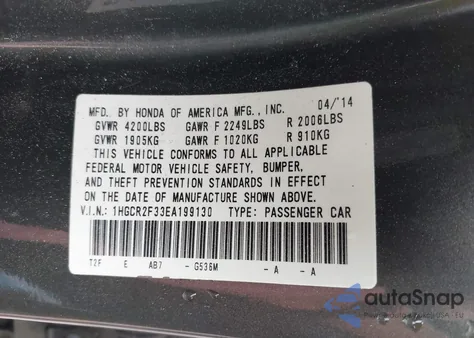 MFD. BY HONDA OF AMERICA MFG., INC. 04/'14
GVWR 4200LBS GAWR F 2249LBS R 2006LBS
GVWR 1905KG GAWR F 1020KG R 910KG
THIS VEHICLE CONFORMS TO ALL APPLICABLE
FEDERAL MOTOR VEHICLE SAFETY, BUMPER,
AND THEFT PREVENTION STANDARDS IN EFFECT
ON THE DATE OF MANUFACTURE SHOWN ABOVE.
V.I.N.: 1HGCR2F33EA199130 TYPE: PASSENGER CAR
T2F E AB7 - G536M - A - A
autoSnap